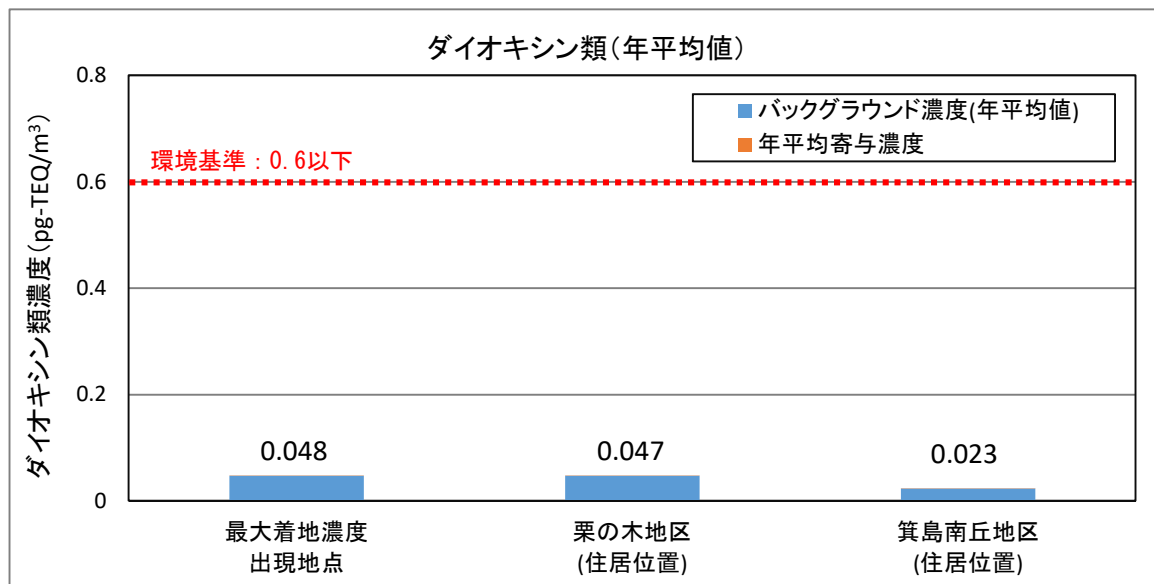 ダイオキシン類(年平均値)
0.8
バックグラウンド濃度(年平均値)
年平均寄与濃度
環境基準：0.6以下
0.6
ダイオキシン類濃度(pg-TEQ/m³)
0.4
0.2
0.048
0.047
0.023
0
最大着地濃度
出現地点
栗の木地区
(住居位置)
箕島南丘地区
(住居位置)